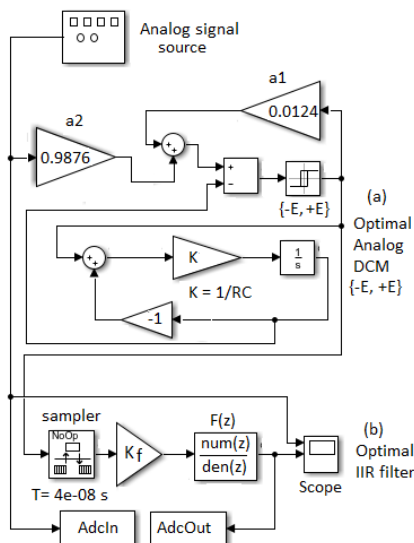 Analog signal
source
a1
0.0124
a2
0.9876
+
+
+
−
{-E, +E}
(a)
Optimal
Analog
DCM
{-E, +E}
+
+
K
1
s
K = 1/RC
-1
sampler
NoOp
T= 4e-08 s
Kf
F(z)
num(z)
den(z)
Scope
(b)
Optimal
IIR filter
AdcIn
AdcOut